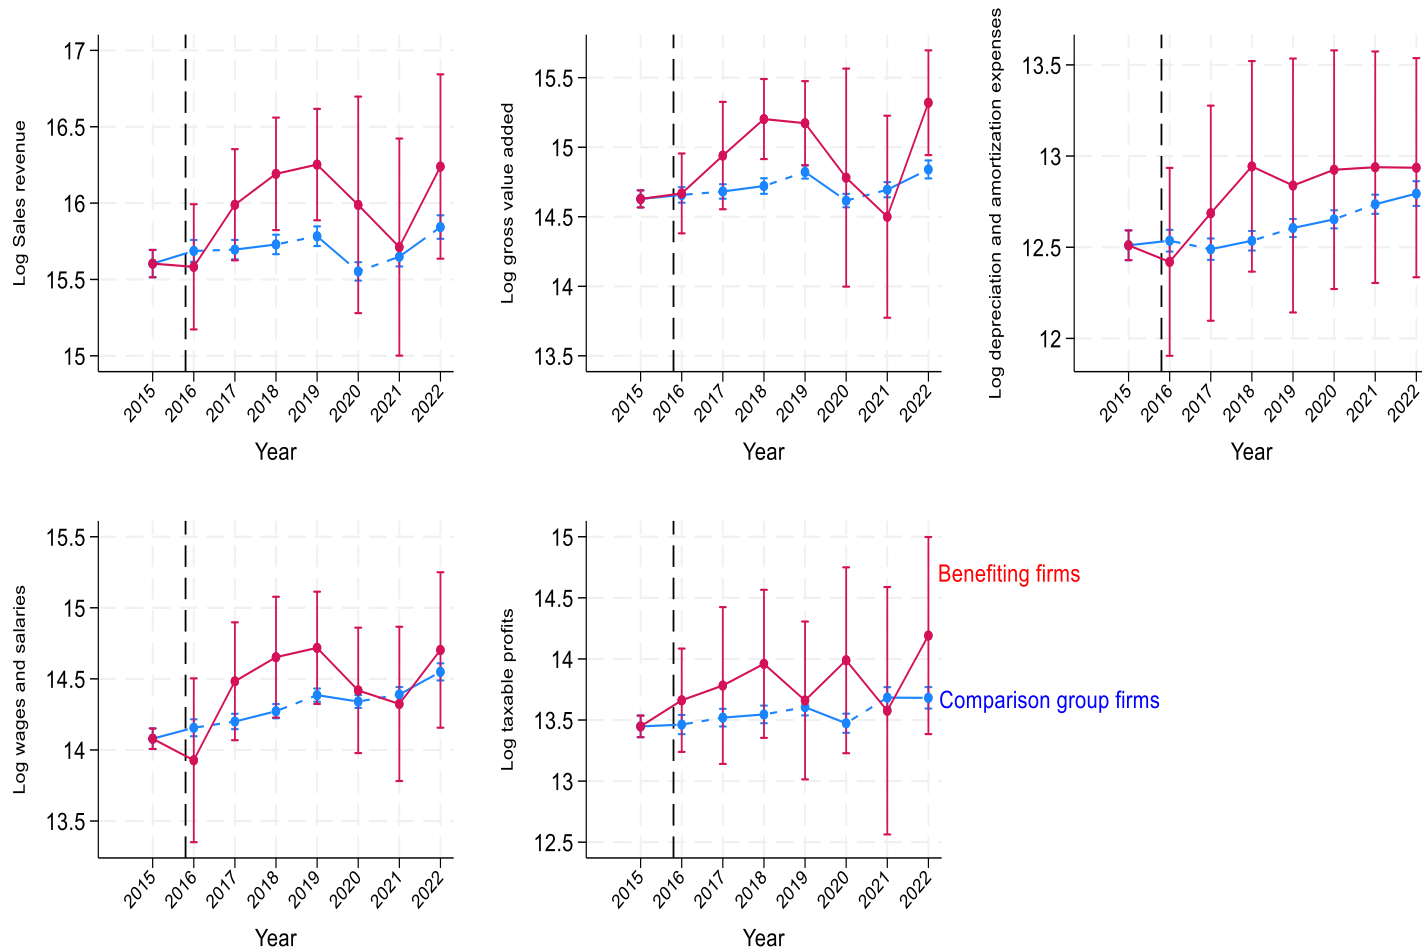 Log Sales revenue
17
16.5
16
15.5
15
2015 2016 2017 2018 2019 2020 2021 2022
Year
Log gross value added
15.5
15
14.5
14
13.5
2015 2016 2017 2018 2019 2020 2021 2022
Year
Log depreciation and amortization expenses
13.5
13
12.5
12
2015 2016 2017 2018 2019 2020 2021 2022
Year
Log wages and salaries
15.5
15
14.5
14
13.5
2015 2016 2017 2018 2019 2020 2021 2022
Year
Log taxable profits
15
14.5
14
13.5
13
12.5
2015 2016 2017 2018 2019 2020 2021 2022
Year
Benefiting firms
Comparison group firms